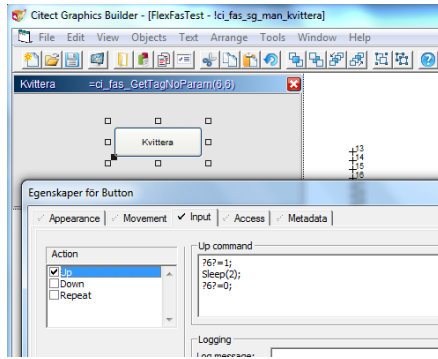 Citect Graphics Builder - [FlexFasTest - !ci_fas_sg_man_kvittera]
File Edit View Objects Text Arrange Tools Window Help
Kvittera =ci_fas_GetTagNoParam(6,6)
Kvittera
13
14
15
16
Egenskaper för Button
Appearance Movement Input Access Metadata
Action
Up
Down
Repeat
Up command
?6?=1;
Sleep(2);
?6?=0;
Logging
Log message: